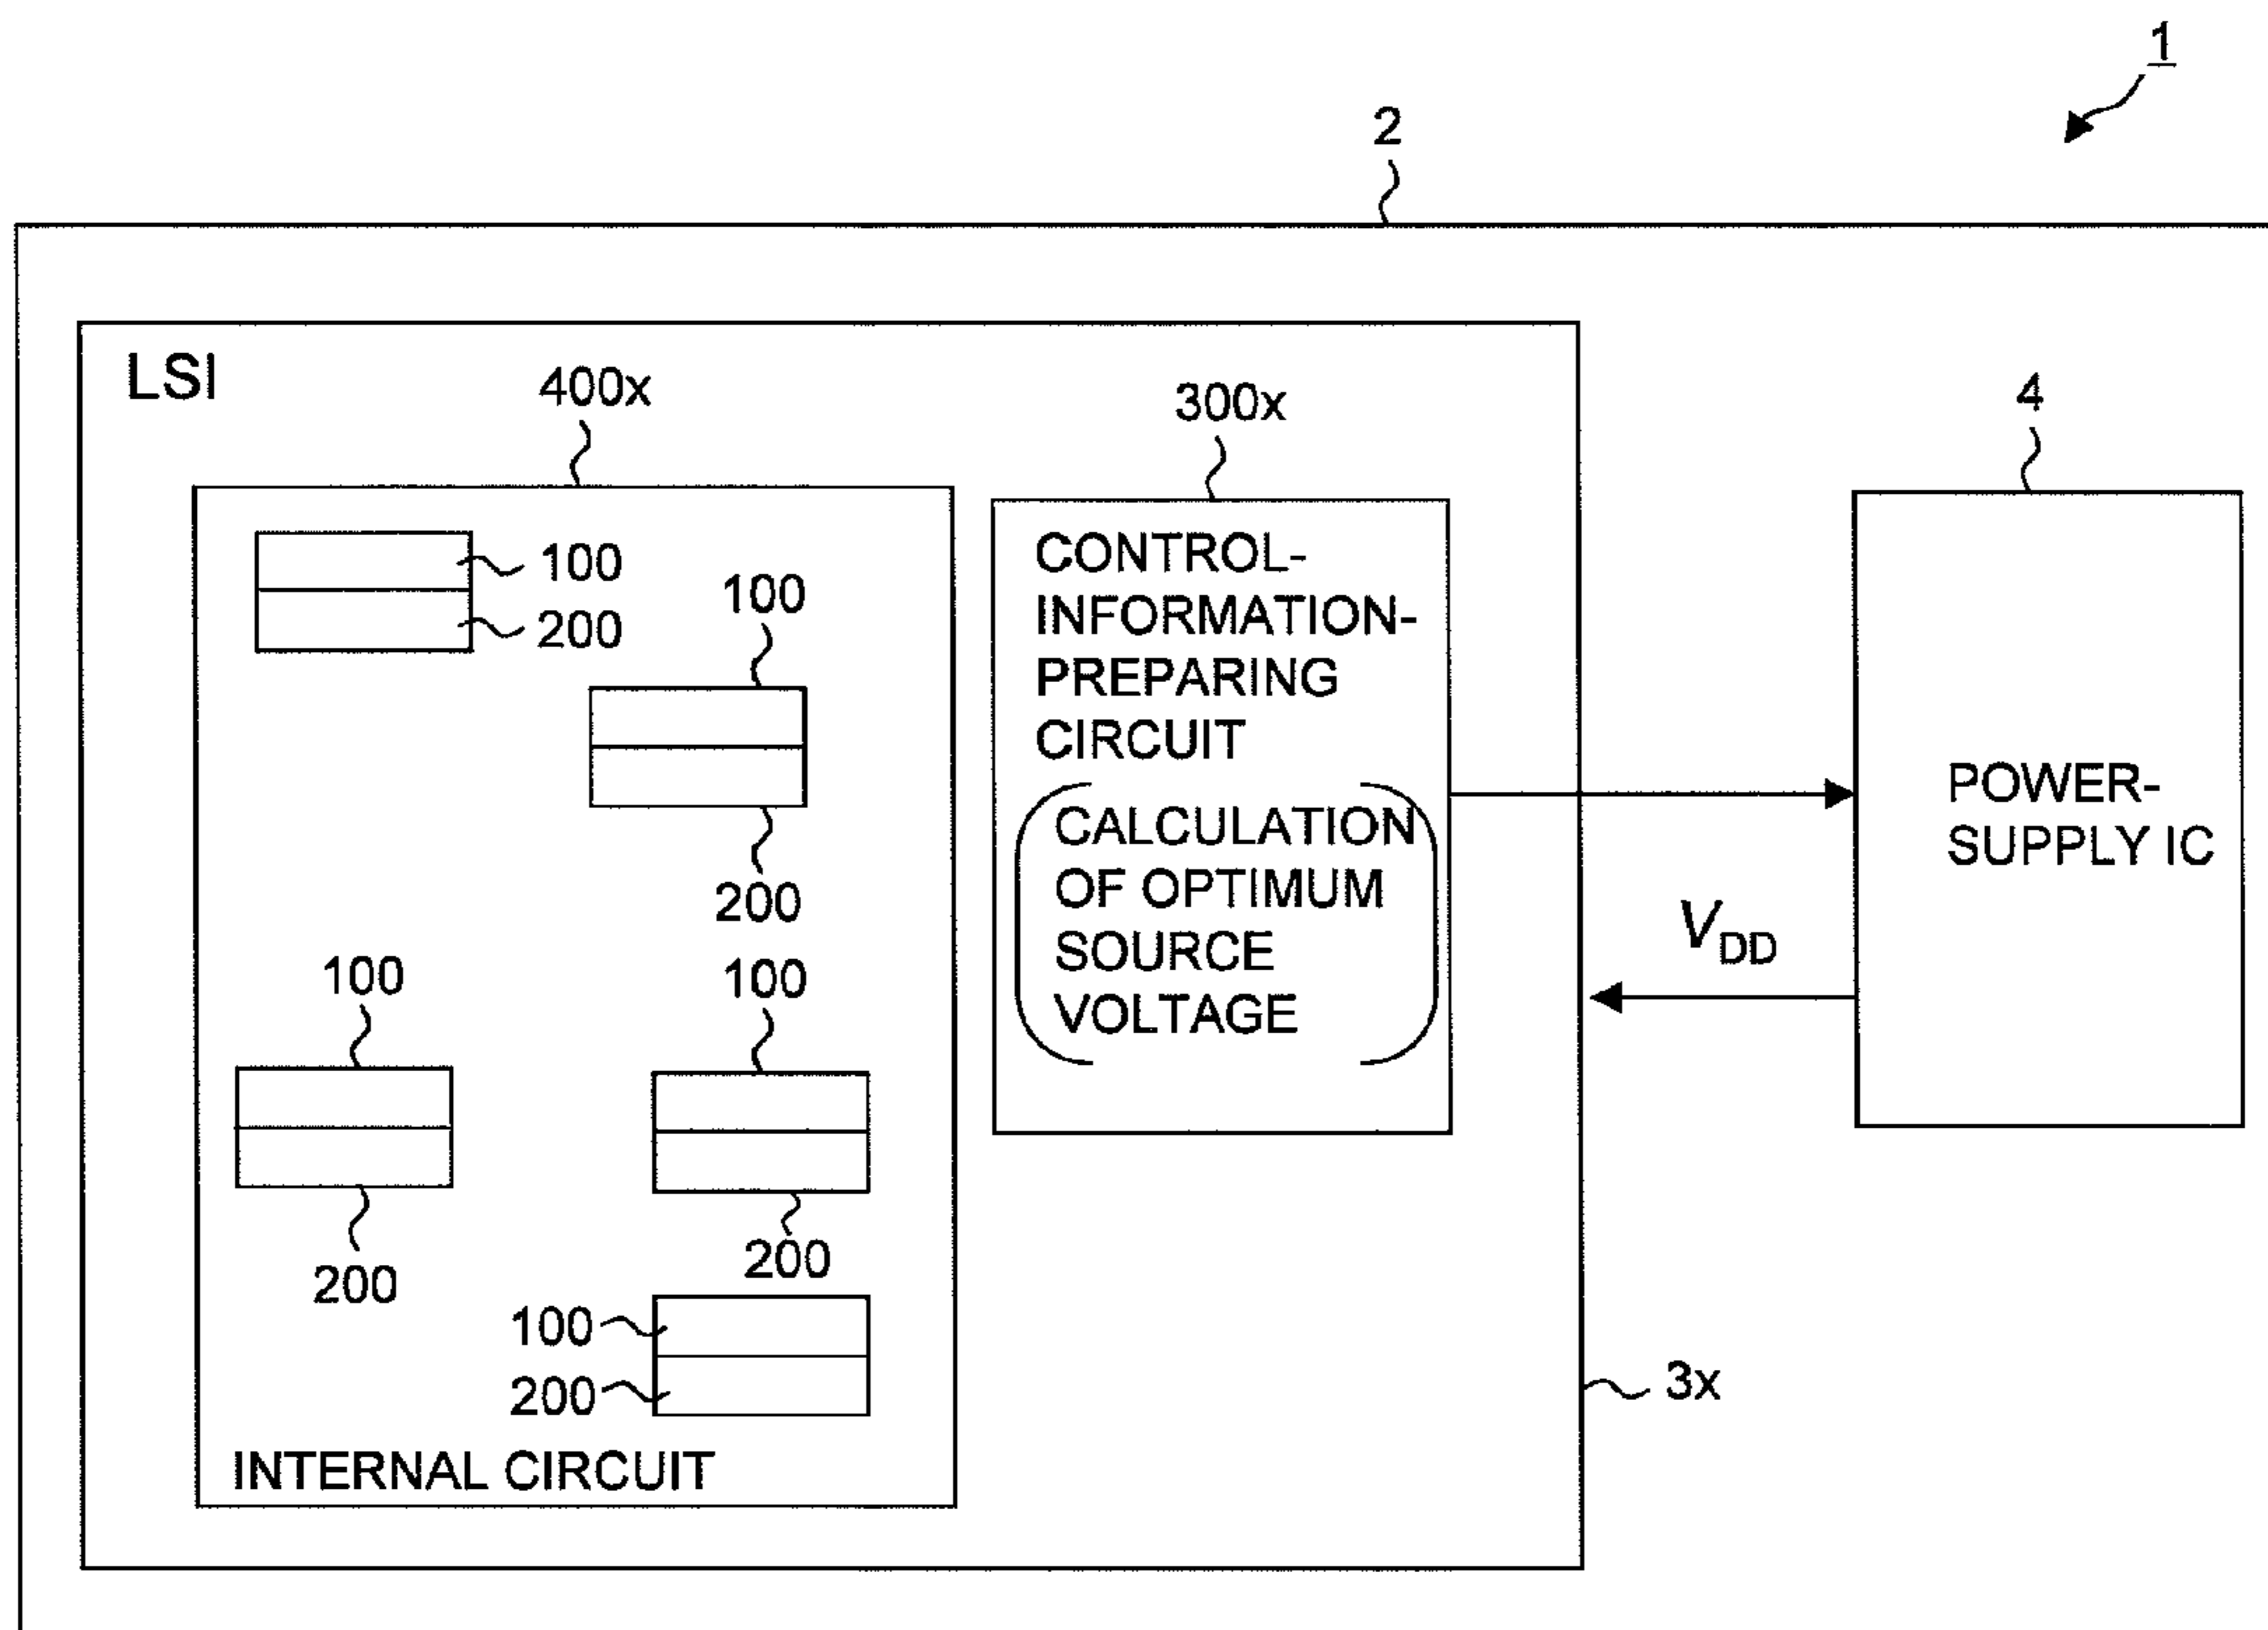 1
2
LSI
400x
300x
4
100
200
100
200
100
200
100
200
100
200
INTERNAL CIRCUIT
CONTROL-
INFORMATION-
PREPARING
CIRCUIT
CALCULATION
OF OPTIMUM
SOURCE
VOLTAGE
POWER-
SUPPLY IC
VDD
3x